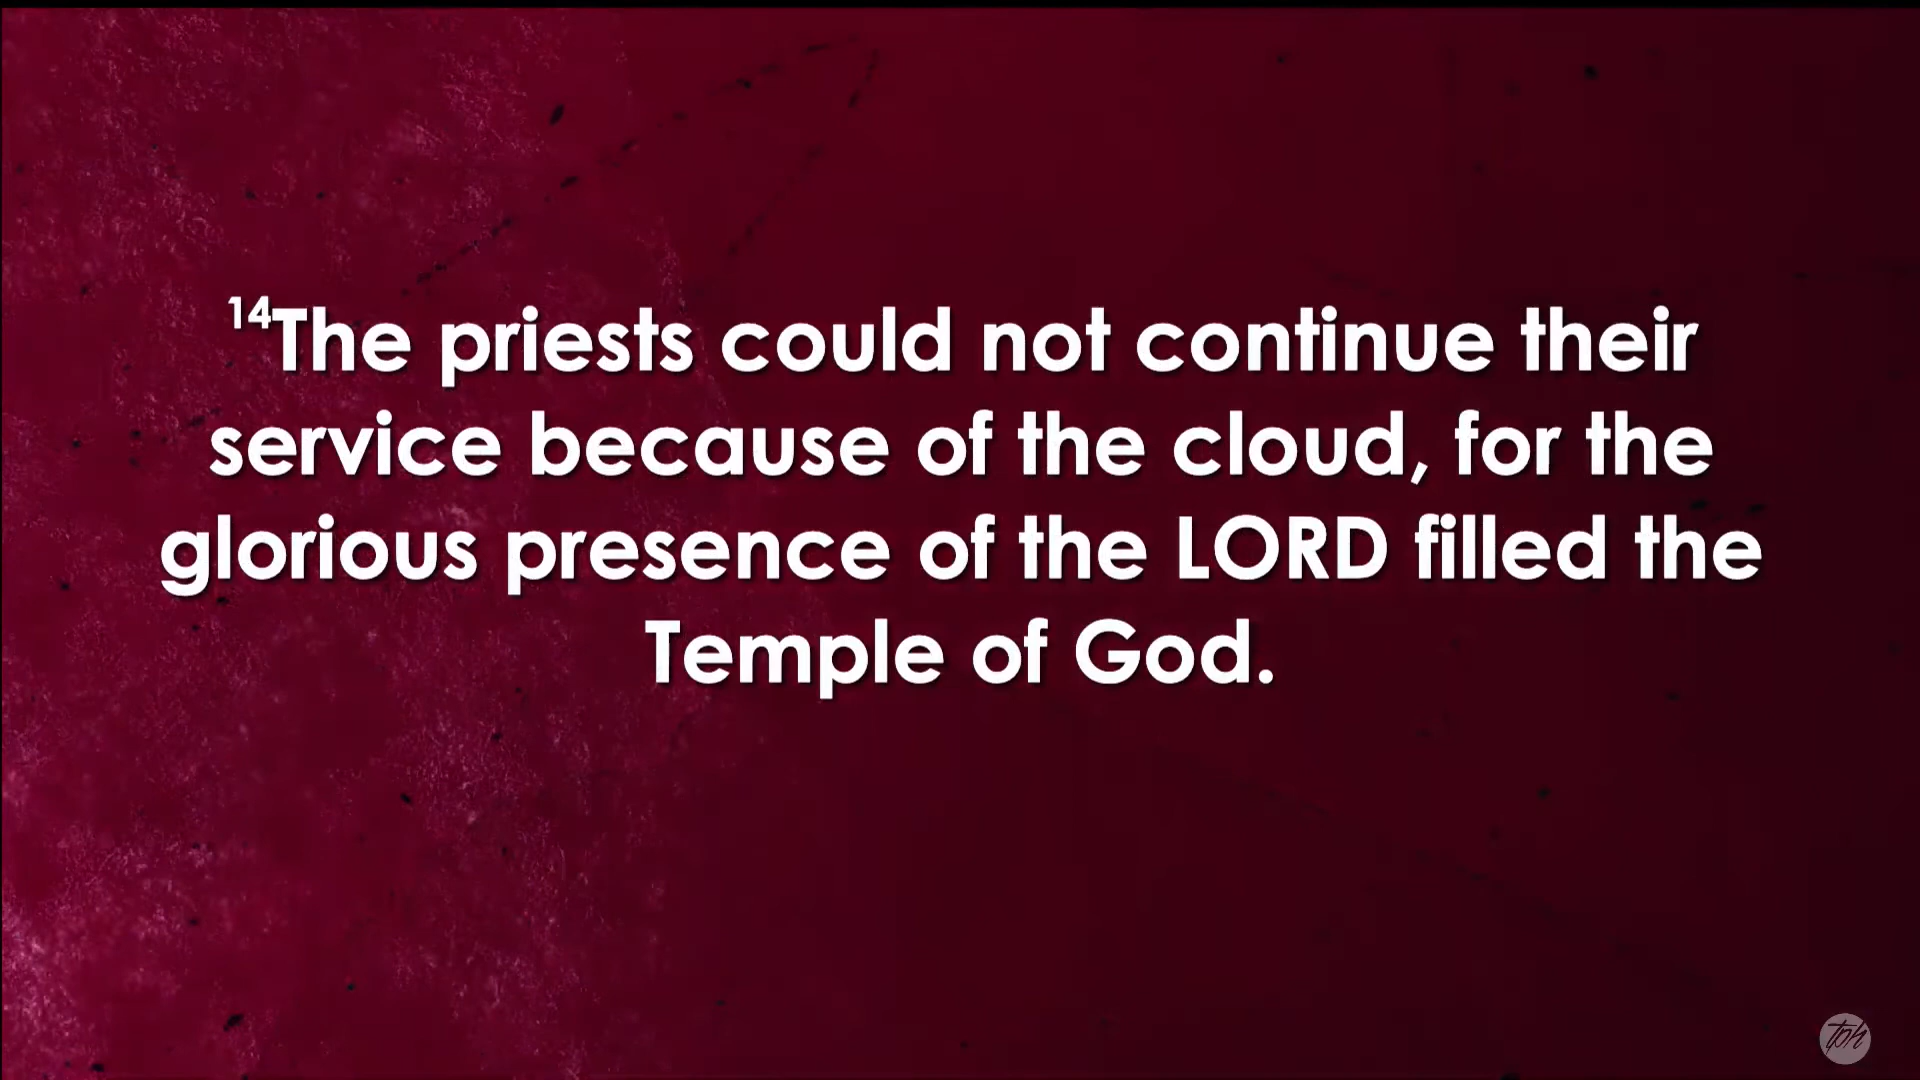 14The priests could not continue their
service because of the cloud, for the
glorious presence of the LORD filled the
Temple of God.
tph